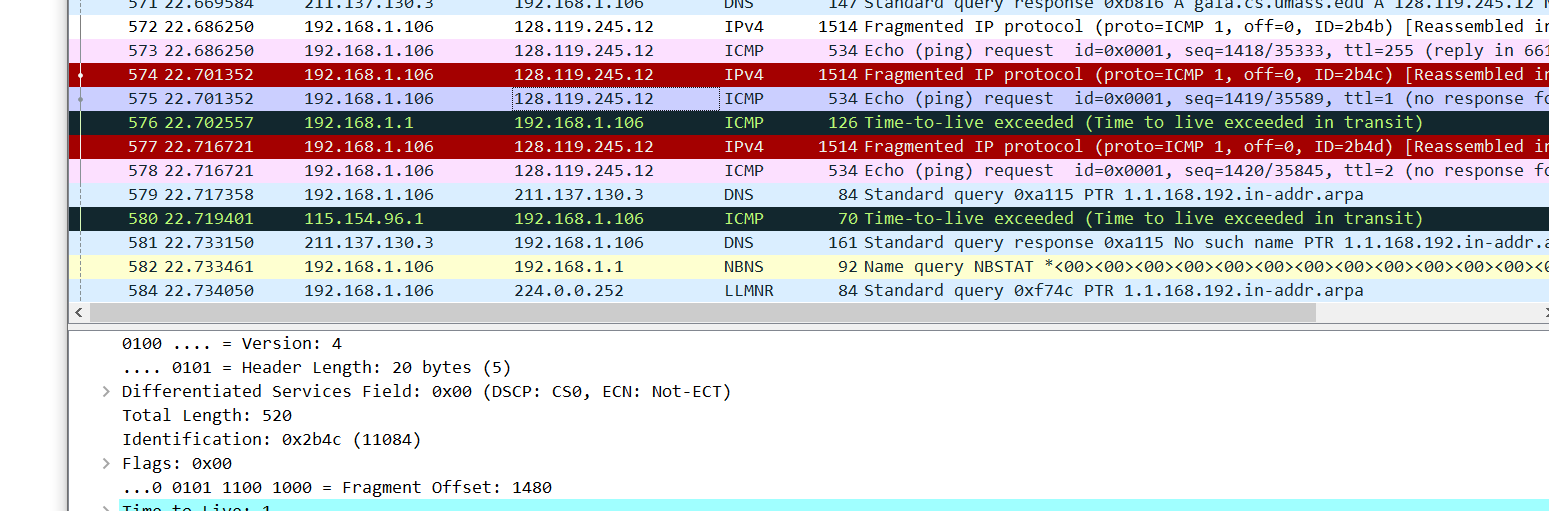 571 22.669584 211.137.130.3 192.168.1.106 DNS 147 Standard query response 0xb816 A gaia.cs.umass.edu A 128.119.245.12
572 22.686250 192.168.1.106 128.119.245.12 IPv4 1514 Fragmented IP protocol (proto=ICMP 1, off=0, ID=2b4b) [Reassembled in
573 22.686250 192.168.1.106 128.119.245.12 ICMP 534 Echo (ping) request id=0x0001, seq=1418/35333, ttl=255 (reply in 661
574 22.701352 192.168.1.106 128.119.245.12 IPv4 1514 Fragmented IP protocol (proto=ICMP 1, off=0, ID=2b4c) [Reassembled in
575 22.701352 192.168.1.106 128.119.245.12 ICMP 534 Echo (ping) request id=0x0001, seq=1419/35589, ttl=1 (no response fo
576 22.702557 192.168.1.1 192.168.1.106 ICMP 126 Time-to-live exceeded (Time to live exceeded in transit)
577 22.716721 192.168.1.106 128.119.245.12 IPv4 1514 Fragmented IP protocol (proto=ICMP 1, off=0, ID=2b4d) [Reassembled in
578 22.716721 192.168.1.106 128.119.245.12 ICMP 534 Echo (ping) request id=0x0001, seq=1420/35845, ttl=2 (no response fo
579 22.717358 192.168.1.106 211.137.130.3 DNS 84 Standard query 0xa115 PTR 1.1.168.192.in-addr.arpa
580 22.719401 115.154.96.1 192.168.1.106 ICMP 70 Time-to-live exceeded (Time to live exceeded in transit)
581 22.733150 211.137.130.3 192.168.1.106 DNS 161 Standard query response 0xa115 No such name PTR 1.1.168.192.in-addr.a
582 22.733461 192.168.1.106 192.168.1.1 NBNS 92 Name query NBSTAT *<00><00><00><00><00><00><00><00><00><00><00><00><0
584 22.734050 192.168.1.106 224.0.0.252 LLMNR 84 Standard query 0xf74c PTR 1.1.168.192.in-addr.arpa
0100 .... = Version: 4
.... 0101 = Header Length: 20 bytes (5)
Differentiated Services Field: 0x00 (DSCP: CS0, ECN: Not-ECT)
Total Length: 520
Identification: 0x2b4c (11084)
Flags: 0x00
...0 0101 1100 1000 = Fragment Offset: 1480
Time to Live: 1